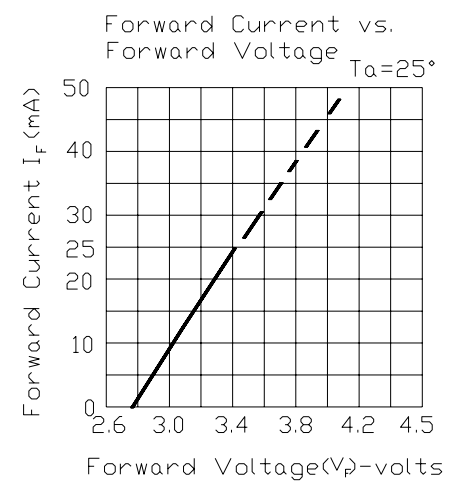 Forward Current vs.
Forward Voltage
Ta=25°
Forward Current IF(mA)
50
40
30
25
20
10
0
2.6 3.0 3.4 3.8 4.2 4.5
Forward Voltage(VF)-volts